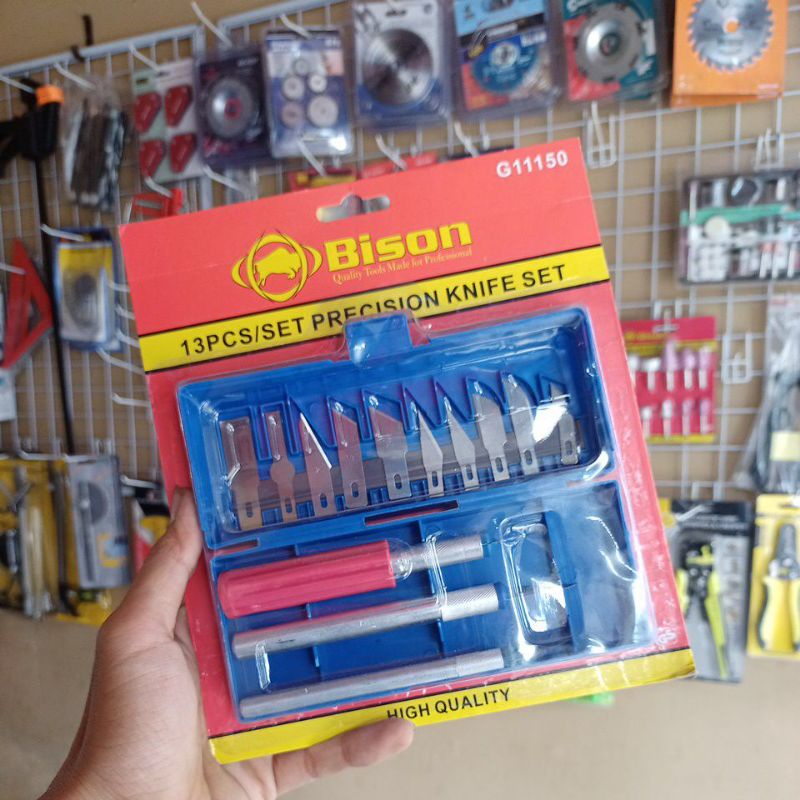 G11150
Bison
Quality Tools Made for Professional
13PCS/SET PRECISION KNIFE SET
HIGH QUALITY